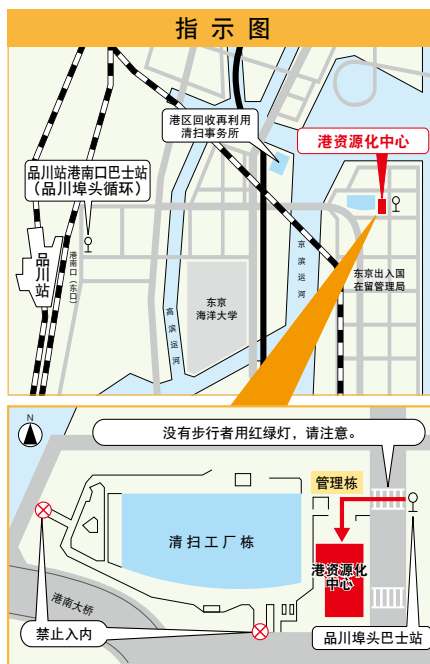 指示图
港区回收再利用
清扫事务所
港资源化中心
品川站港南口巴士站
（品川埠头循环）
品川站
港南口（东口）
东京
海洋大学
高滨运河
京滨运河
东京出入国
在留管理局
N
没有步行者用红绿灯，请注意。
管理栋
清扫工厂栋
港资源化
中心
港南大桥
禁止入内
品川埠头巴士站